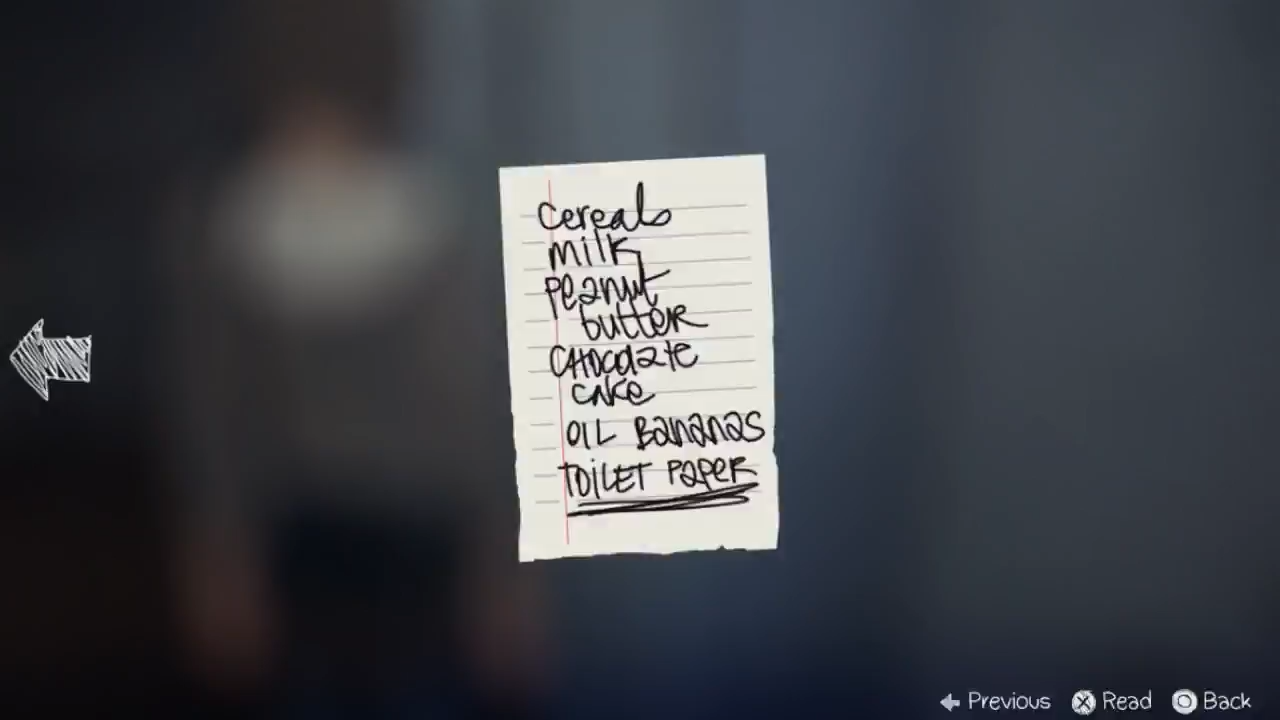 cereals
milk
peanut
butter
CHocolate
cake
OIL Bananas
TOILET Paper
Previous Read Back